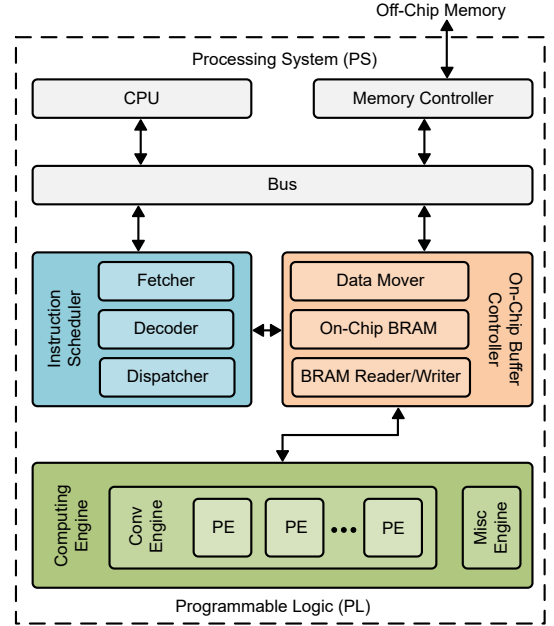 Off-Chip Memory
Processing System (PS)
CPU
Memory Controller
Bus
Instruction
Scheduler
Fetcher
Decoder
Dispatcher
Data Mover
On-Chip BRAM
BRAM Reader/Writer
On-Chip Buffer
Controller
Computing
Engine
Conv
Engine
PE
PE
PE
Misc
Engine
Programmable Logic (PL)